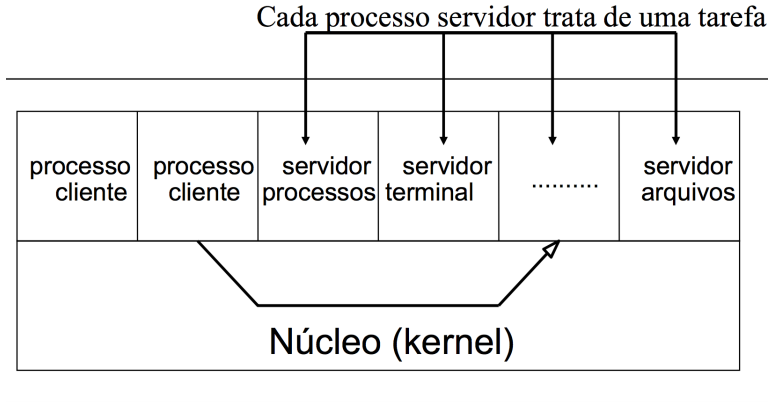 Cada processo servidor trata de uma tarefa
processo
cliente
processo
cliente
servidor
processos
servidor
terminal
..........
servidor
arquivos
Núcleo (kernel)